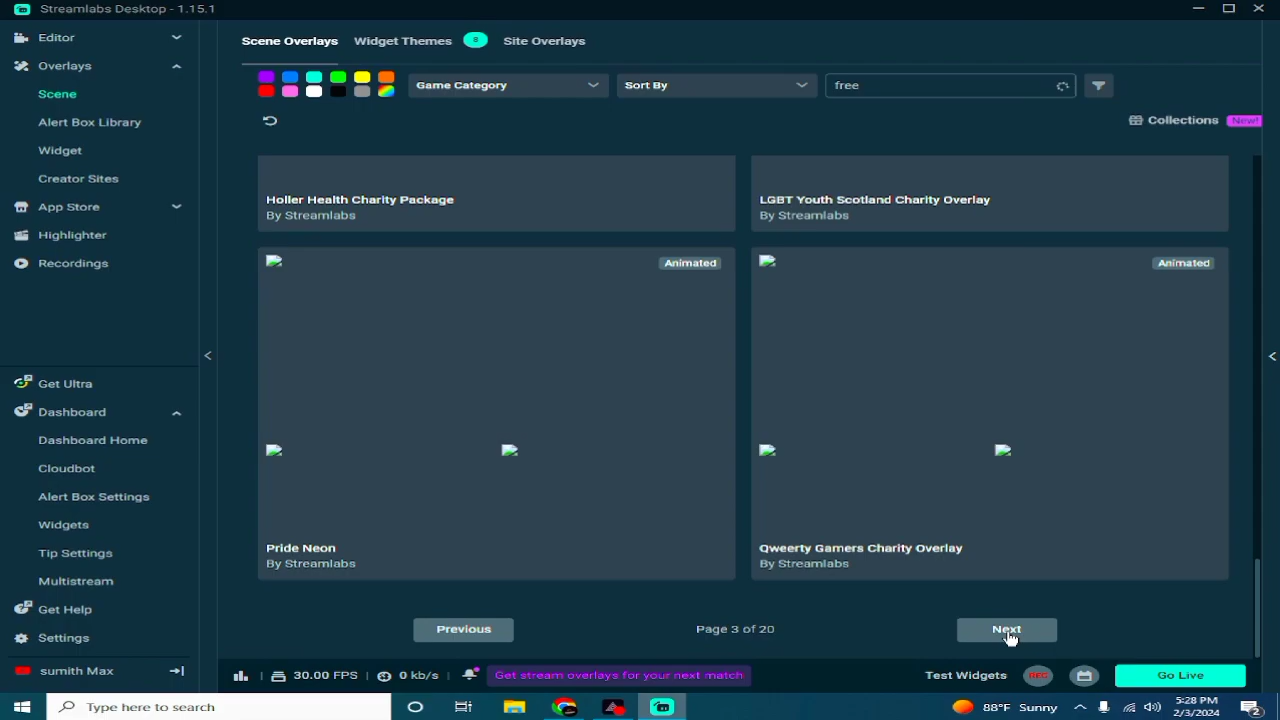 Streamlabs Desktop - 1.15.1
Editor
Overlays
Scene
Alert Box Library
Widget
Creator Sites
App Store
Highlighter
Recordings
Get Ultra
Dashboard
Dashboard Home
Cloudbot
Alert Box Settings
Widgets
Tip Settings
Multistream
Get Help
Settings
sumith Max
Scene Overlays Widget Themes Site Overlays
Game Category Sort By free
Collections New!
Holler Health Charity Package
By Streamlabs
LGBT Youth Scotland Charity Overlay
By Streamlabs
Animated
Pride Neon
By Streamlabs
Animated
Qweerty Gamers Charity Overlay
By Streamlabs
Previous Page 3 of 20 Next
30.00 FPS 0 kb/s Get stream overlays for your next match Test Widgets REC Go Live
Type here to search
88°F Sunny
5:28 PM
2/3/2024
2